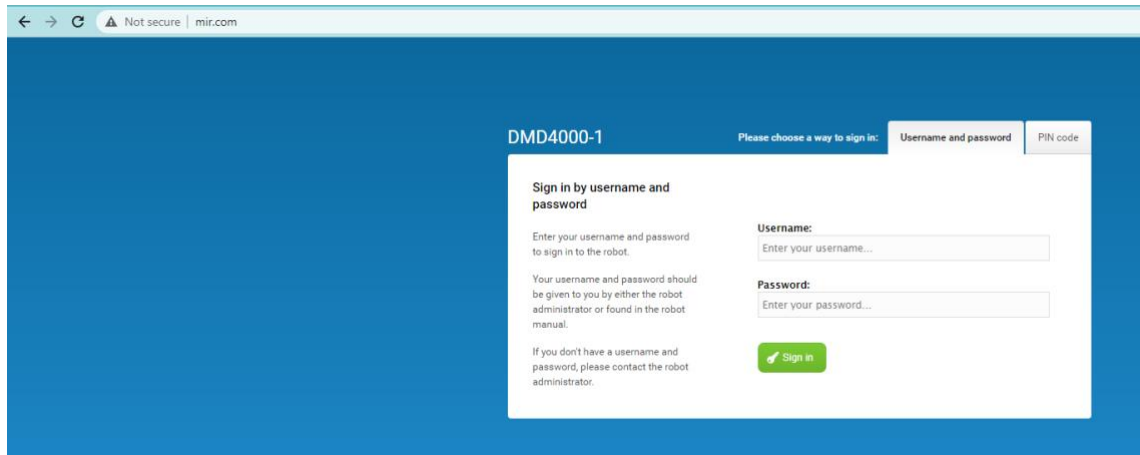 Not secure | mir.com
DMD4000-1
Please choose a way to sign in:
Username and password
PIN code
Sign in by username and
password
Enter your username and password
to sign in to the robot.
Your username and password should
be given to you by either the robot
administrator or found in the robot
manual.
If you don't have a username and
password, please contact the robot
administrator.
Username:
Enter your username...
Password:
Enter your password...
Sign in